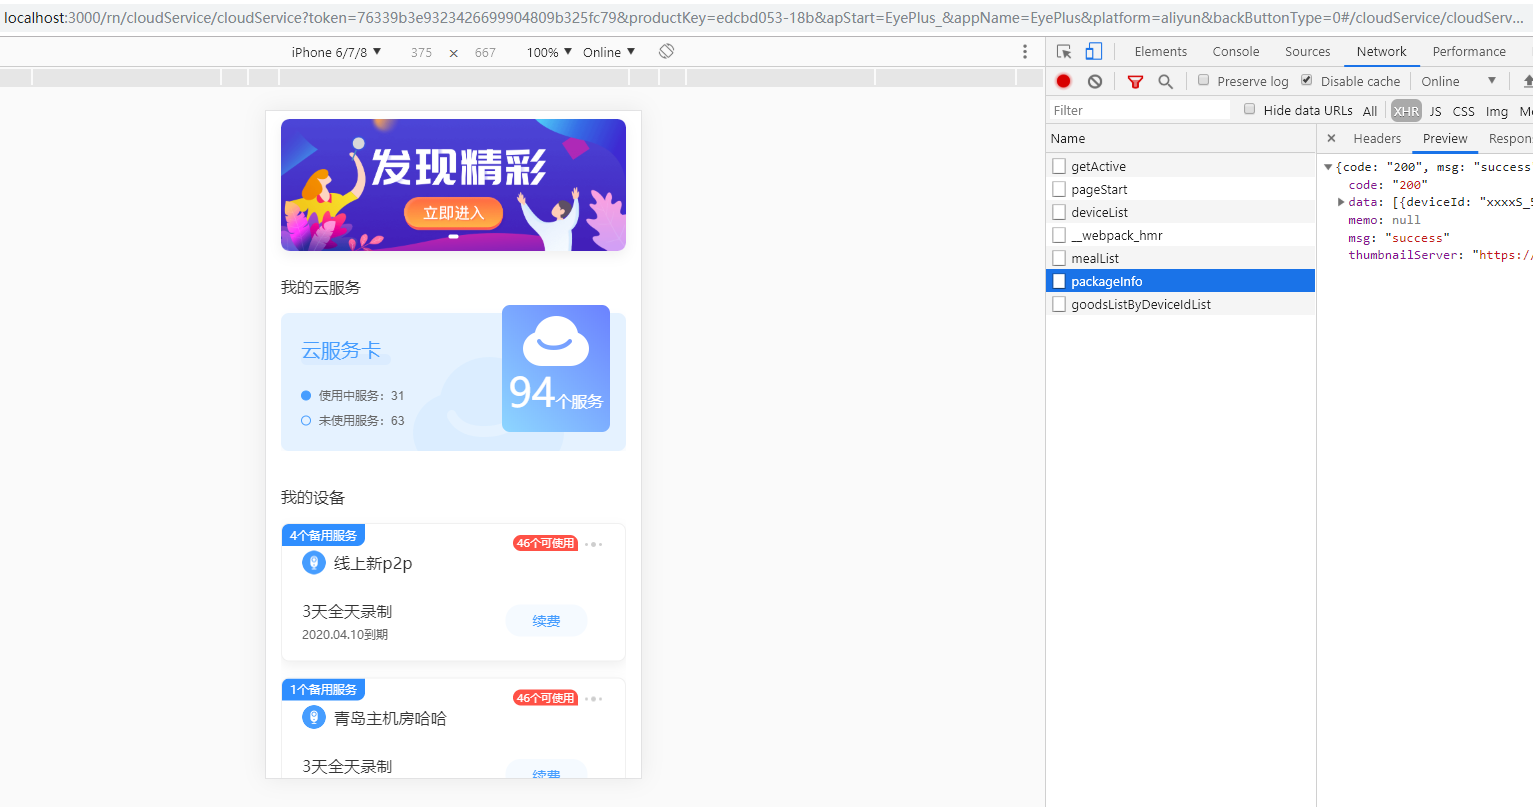 localhost:3000/rn/cloudService/cloudService?token=76339b3e9323426699904809b325fc79&productKey=edcbd053-18b&apStart=EyePlus_&appName=EyePlus&platform=aliyun&backButtonType=0#/cloudService/cloudServ...
iPhone 6/7/8 ▼ 375 × 667 100% ▼ Online ▼
Elements Console Sources Network Performance
Preserve log Disable cache Online ▼
Filter Hide data URLs All XHR JS CSS Img Me
Name
× Headers Preview Respon
getActive
pageStart
deviceList
__webpack_hmr
mealList
packageInfo
goodsListByDeviceIdList
▼{code: "200", msg: "success
code: "200"
▶data: [{deviceId: "xxxxS_5
memo: null
msg: "success"
thumbnailServer: "https:/
发现精彩
立即进入
我的云服务
云服务卡
使用中服务：31
未使用服务：63
94个服务
我的设备
4个备用服务
46个可使用
线上新p2p
3天全天录制
2020.04.10到期
续费
1个备用服务
46个可使用
青岛主机房哈哈
3天全天录制
续费